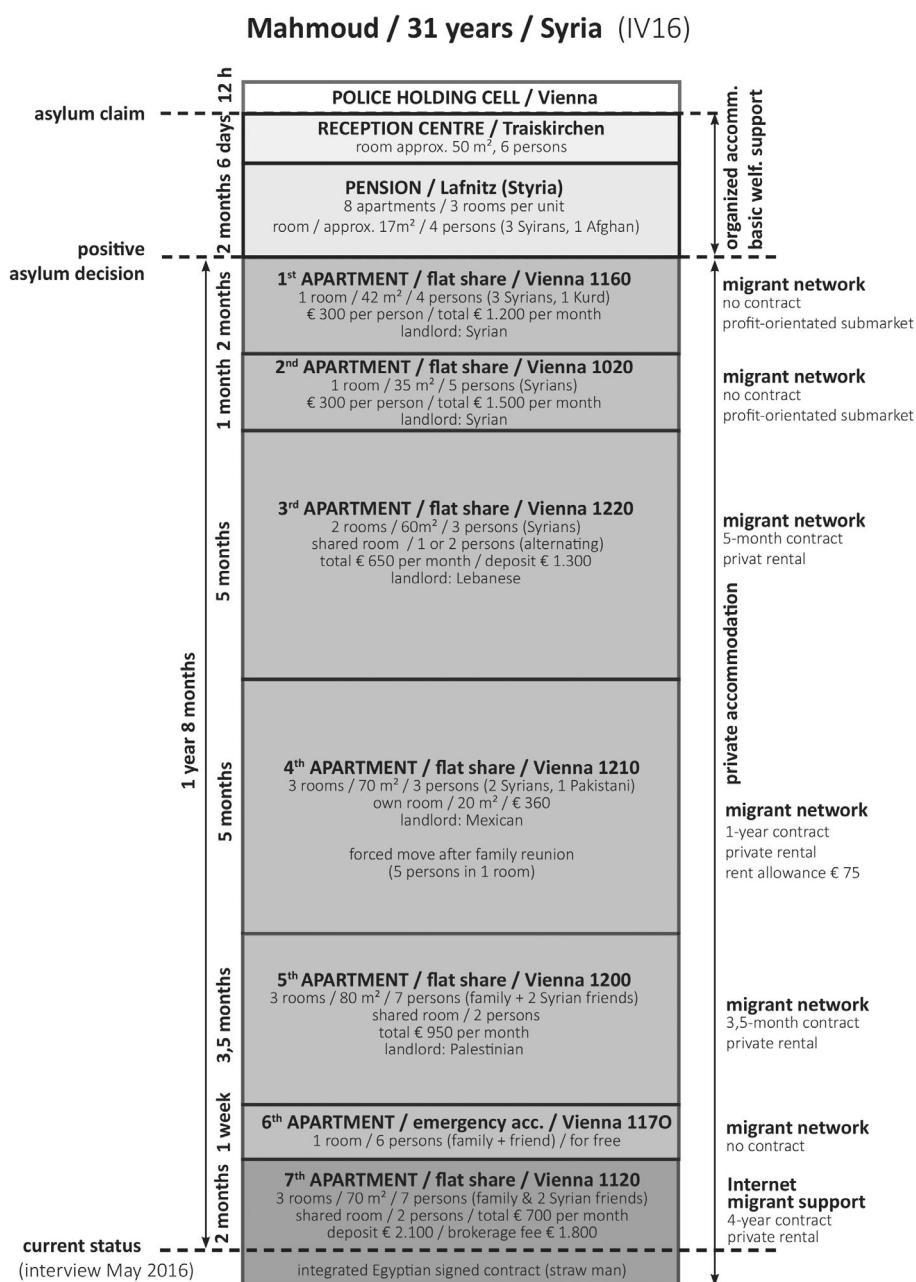 Mahmoud / 31 years / Syria (IV16)
12 h
POLICE HOLDING CELL / Vienna
asylum claim
6 days
RECEPTION CENTRE / Traiskirchen
room approx. 50 m², 6 persons
organized accomm.
basic welf. support
2 months
PENSION / Lafnitz (Styria)
8 apartments / 3 rooms per unit
room / approx. 17m² / 4 persons (3 Syirans, 1 Afghan)
positive
asylum decision
1 year 8 months
private accommodation
2 months
1st APARTMENT / flat share / Vienna 1160
1 room / 42 m² / 4 persons (3 Syrians, 1 Kurd)
€ 300 per person / total € 1.200 per month
landlord: Syrian
migrant network
no contract
profit-orientated submarket
1 month
2nd APARTMENT / flat share / Vienna 1020
1 room / 35 m² / 5 persons (Syrians)
€ 300 per person / total € 1.500 per month
landlord: Syrian
migrant network
no contract
profit-orientated submarket
5 months
3rd APARTMENT / flat share / Vienna 1220
2 rooms / 60m² / 3 persons (Syrians)
shared room / 1 or 2 persons (alternating)
total € 650 per month / deposit € 1.300
landlord: Lebanese
migrant network
5-month contract
privat rental
5 months
4th APARTMENT / flat share / Vienna 1210
3 rooms / 70 m² / 3 persons (2 Syrians, 1 Pakistani)
own room / 20 m² / € 360
landlord: Mexican
forced move after family reunion
(5 persons in 1 room)
migrant network
1-year contract
private rental
rent allowance € 75
3,5 months
5th APARTMENT / flat share / Vienna 1200
3 rooms / 80 m² / 7 persons (family + 2 Syrian friends)
shared room / 2 persons
total € 950 per month
landlord: Palestinian
migrant network
3,5-month contract
private rental
1 week
6th APARTMENT / emergency acc. / Vienna 117O
1 room / 6 persons (family + friend) / for free
migrant network
no contract
2 months
7th APARTMENT / flat share / Vienna 1120
3 rooms / 70 m² / 7 persons (family & 2 Syrian friends)
shared room / 2 persons / total € 700 per month
deposit € 2.100 / brokerage fee € 1.800
Internet
migrant support
4-year contract
private rental
current status
(interview May 2016)
integrated Egyptian signed contract (straw man)